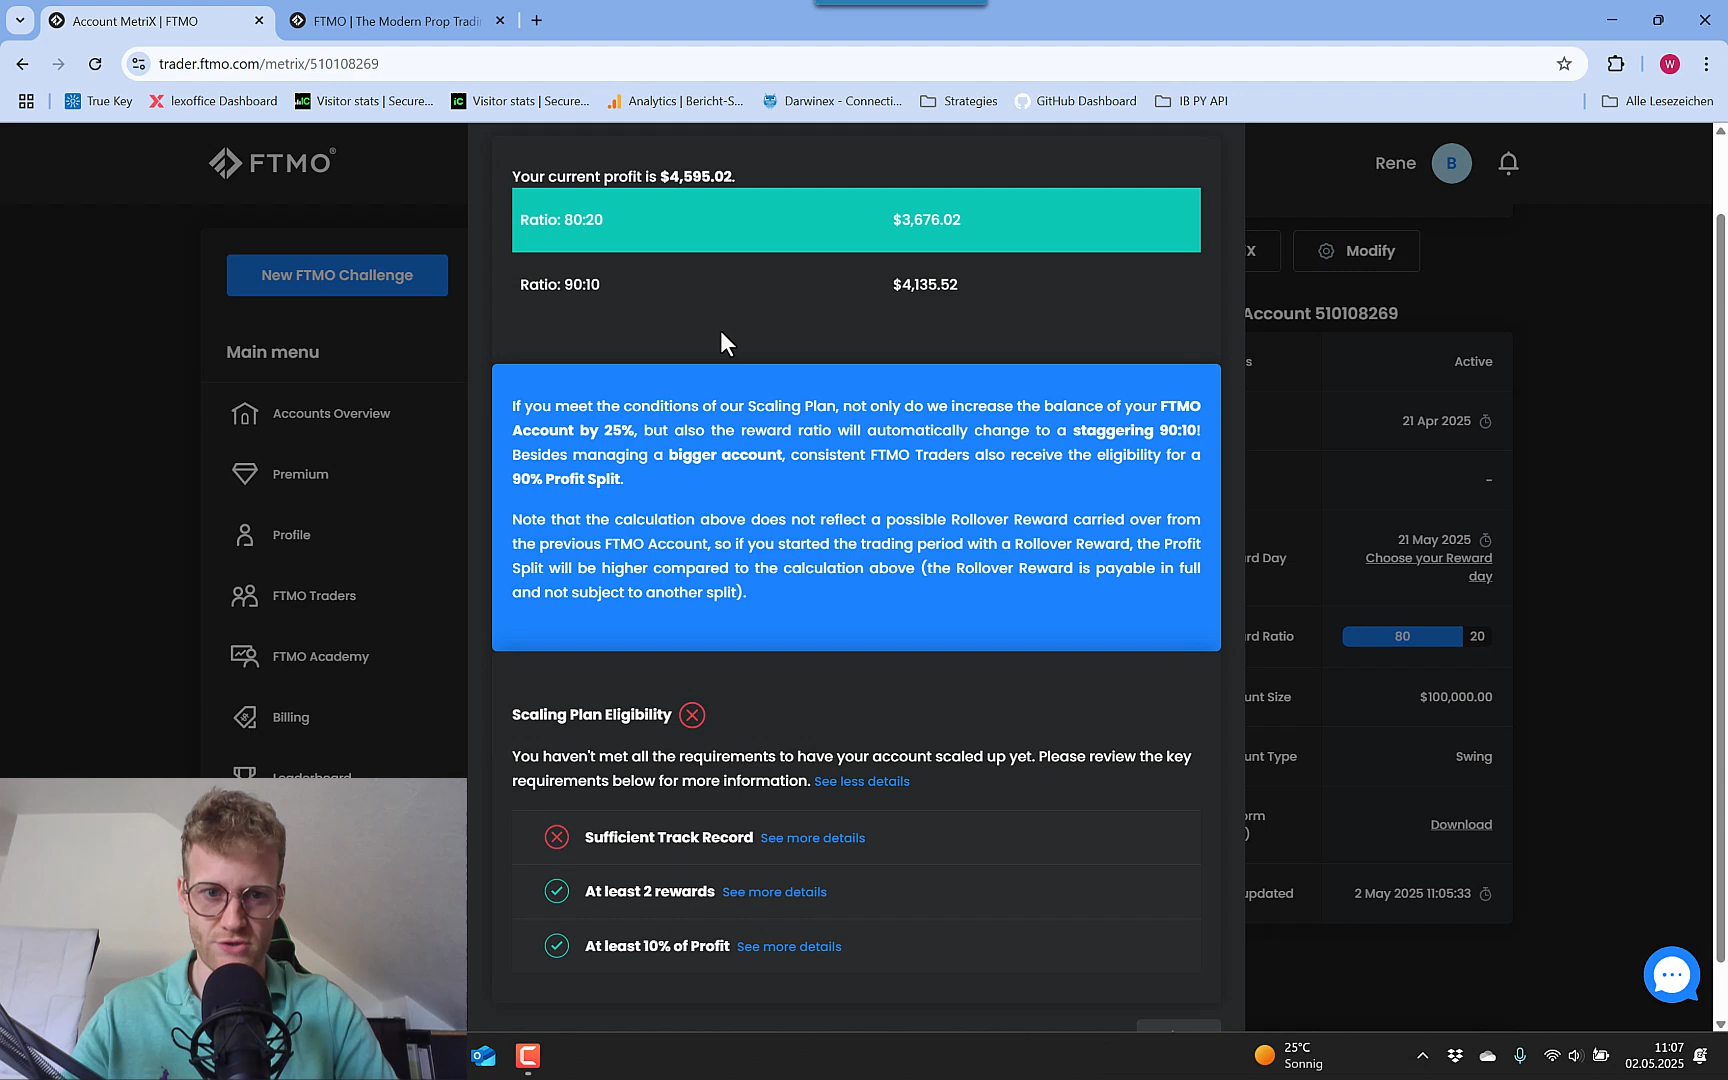 Account MetriX | FTMO
FTMO | The Modern Prop Tradi
trader.ftmo.com/metrix/510108269
True Key
lexoffice Dashboard
Visitor stats | Secure...
Visitor stats | Secure...
Analytics | Bericht-S...
Darwinex - Connecti...
Strategies
GitHub Dashboard
IB PY API
Alle Lesezeichen
W
FTMO
Rene
B
X
Modify
New FTMO Challenge
Main menu
Accounts Overview
Premium
Profile
FTMO Traders
FTMO Academy
Billing
Your current profit is $4,595.02.
Ratio: 80:20 $3,676.02
Ratio: 90:10 $4,135.52
If you meet the conditions of our Scaling Plan, not only do we increase the balance of your FTMO
Account by 25%, but also the reward ratio will automatically change to a staggering 90:10!
Besides managing a bigger account, consistent FTMO Traders also receive the eligibility for a
90% Profit Split.
Note that the calculation above does not reflect a possible Rollover Reward carried over from
the previous FTMO Account, so if you started the trading period with a Rollover Reward, the Profit
Split will be higher compared to the calculation above (the Rollover Reward is payable in full
and not subject to another split).
Scaling Plan Eligibility
You haven't met all the requirements to have your account scaled up yet. Please review the key
requirements below for more information. See less details
Sufficient Track Record See more details
At least 2 rewards See more details
At least 10% of Profit See more details
Account 510108269
s Active
21 Apr 2025
-
21 May 2025
rd Day Choose your Reward
day
rd Ratio 80 20
unt Size $100,000.00
unt Type Swing
orm
) Download
updated 2 May 2025 11:05:33
25°C
Sonnig
11:07
02.05.2025